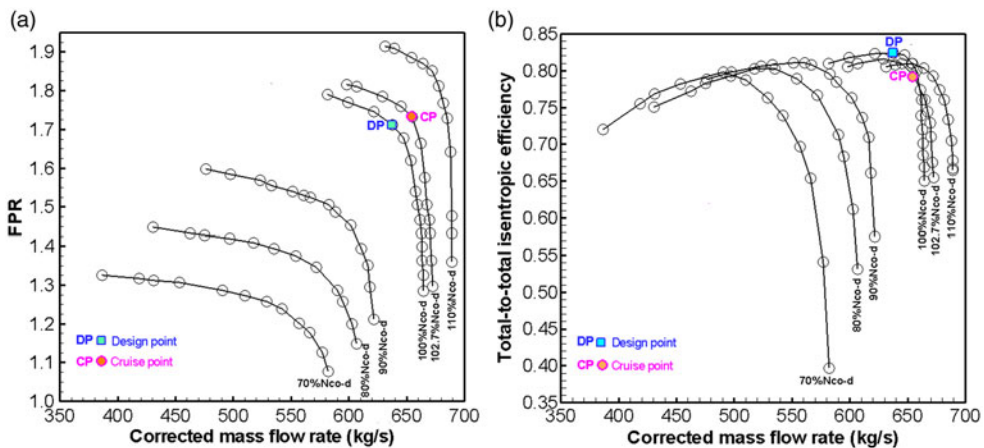 (a)
FPR
1.9
1.8
1.7
1.6
1.5
1.4
1.3
1.2
1.1
1.0
350 400 450 500 550 600 650 700
Corrected mass flow rate (kg/s)
DP
CP
DP Design point
CP Cruise point
70%Nco-d
80%Nco-d
90%Nco-d
100%Nco-d
102.7%Nco-d
110%Nco-d
(b)
Total-to-total isentropic efficiency
0.85
0.80
0.75
0.70
0.65
0.60
0.55
0.50
0.45
0.40
0.35
350 400 450 500 550 600 650 700
Corrected mass flow rate (kg/s)
DP
CP
DP Design point
CP Cruise point
70%Nco-d
80%Nco-d
90%Nco-d
100%Nco-d
102.7%Nco-d
110%Nco-d